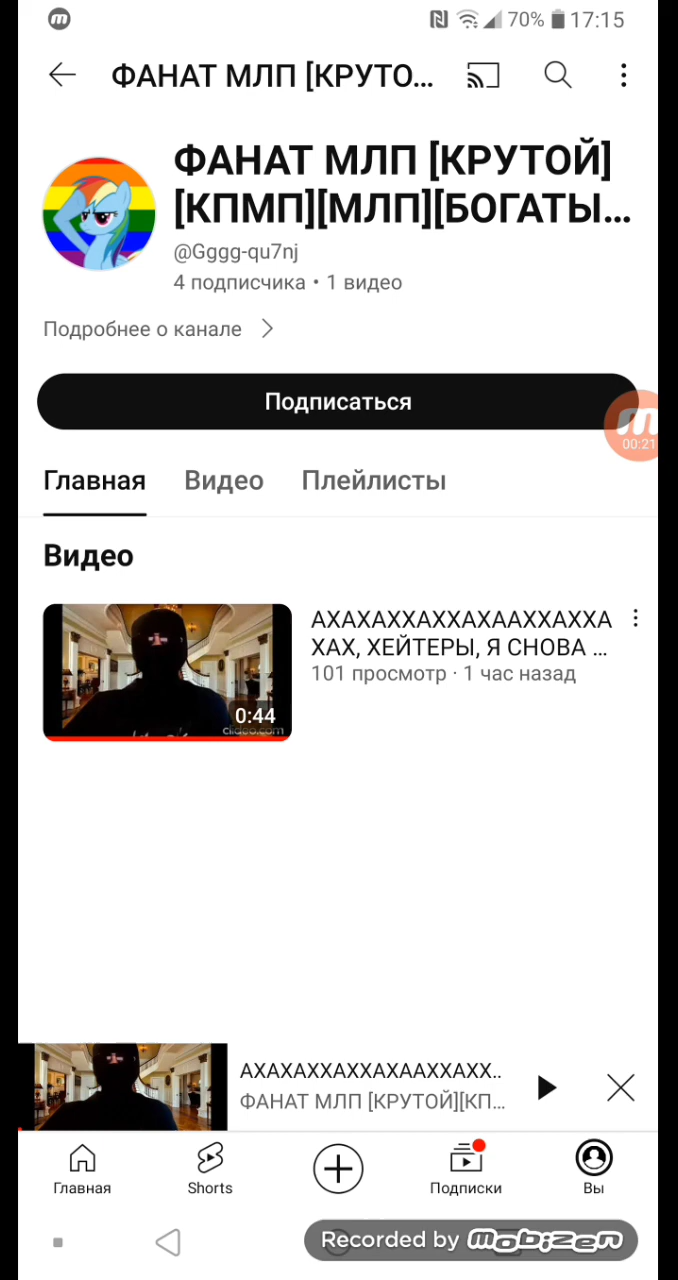 70% 17:15
ФАНАТ МЛП [КРУТО...
ФАНАТ МЛП [КРУТОЙ]
[КПМП][МЛП][БОГАТЫ...
@Gggg-qu7nj
4 подписчика • 1 видео
Подробнее о канале
Подписаться
00:21
Главная Видео Плейлисты
Видео
АХАХАХХАХХАХААХХАХХА
ХАХ, ХЕЙТЕРЫ, Я СНОВА ...
101 просмотр · 1 час назад
0:44
clideo.com
АХАХАХХАХХАХААХХАХХ...
ФАНАТ МЛП [КРУТОЙ][КП...
Главная Shorts Подписки Вы
Recorded by mobizen